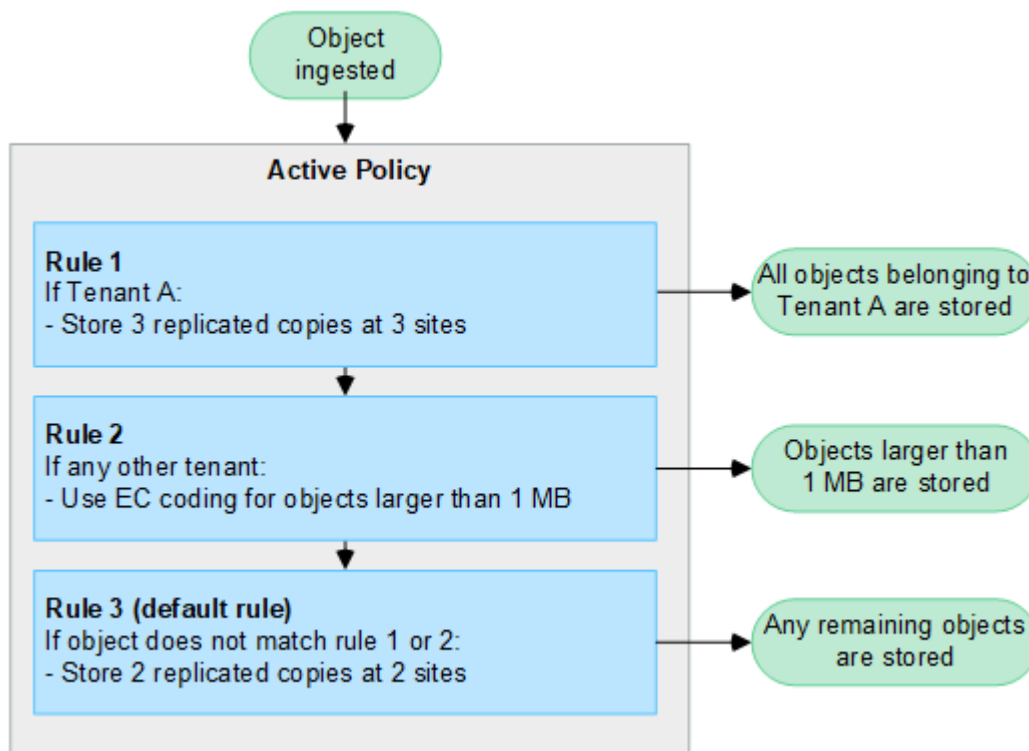 Object
ingested
Active Policy
Rule 1
If Tenant A:
- Store 3 replicated copies at 3 sites
All objects belonging to
Tenant A are stored
Rule 2
If any other tenant:
- Use EC coding for objects larger than 1 MB
Objects larger than
1 MB are stored
Rule 3 (default rule)
If object does not match rule 1 or 2:
- Store 2 replicated copies at 2 sites
Any remaining objects
are stored